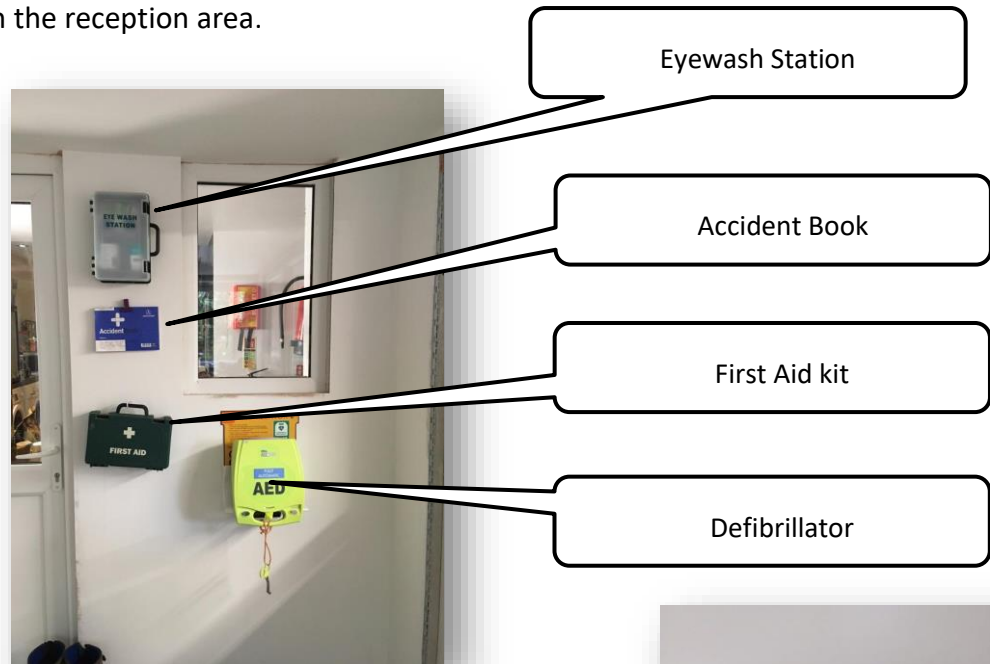 n the reception area.
Eyewash Station
EYE WASH
STATION
Accident Book
Accident
First Aid kit
FIRST AID
AED
Defibrillator